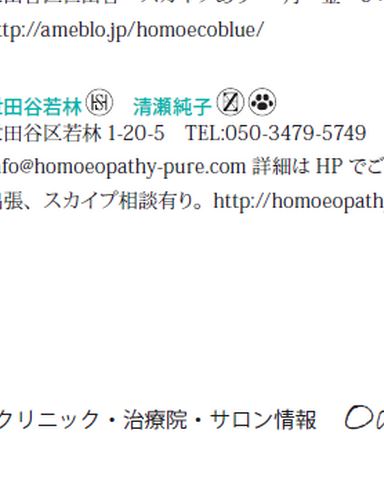 ttp://ameblo.jp/homoecoblue/
世田谷若林 清瀬純子
世田谷区若林 1-20-5 TEL:050-3479-5749
nfo@homoeopathy-pure.com 詳細は HP でご
出張、スカイプ相談有り。http://homoeopath
クリニック・治療院・サロン情報